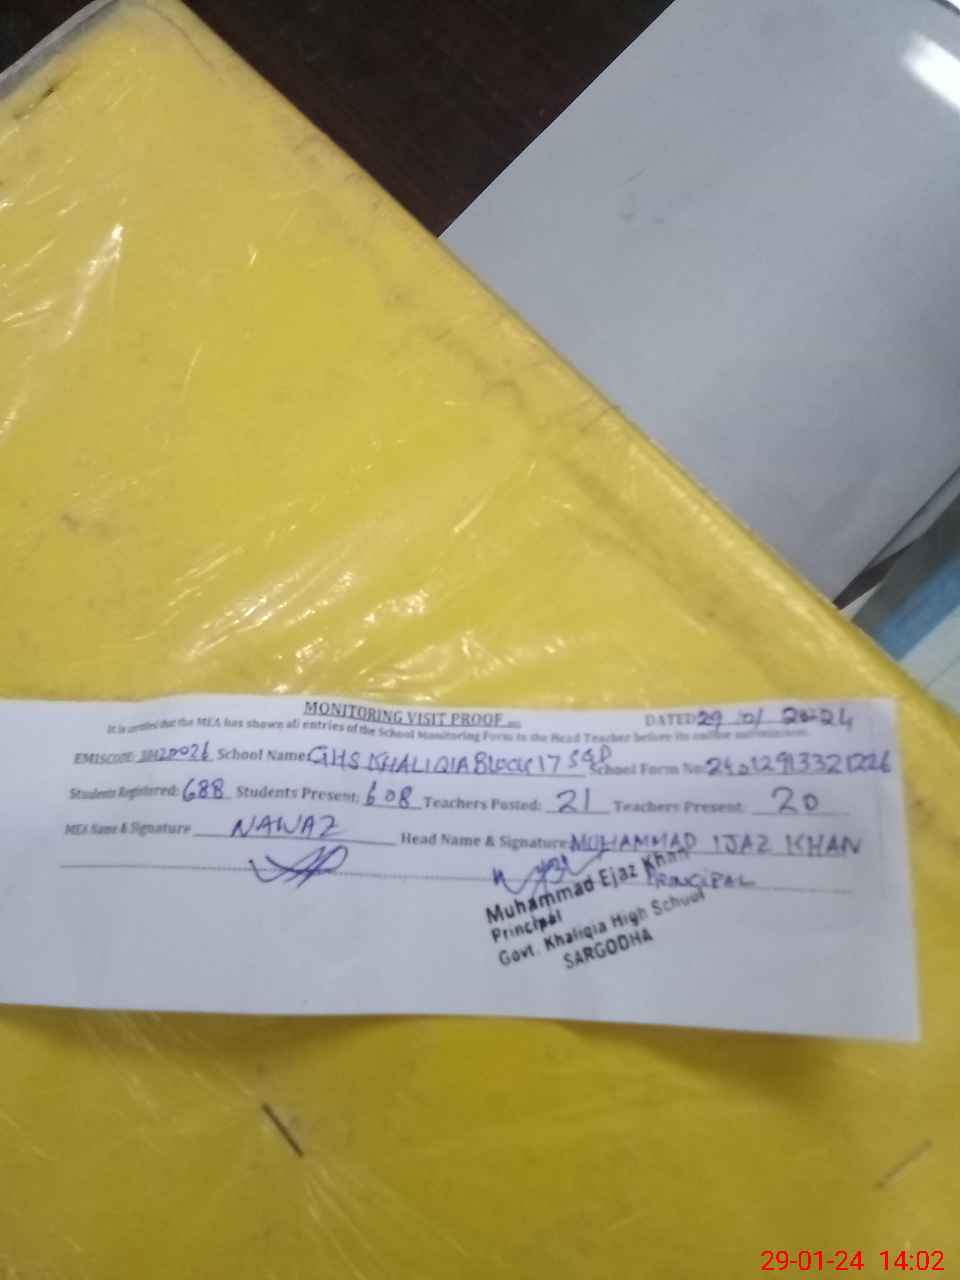 MONITORING VISIT PROOF
DATED 29/01/2024
It is certified that the MEA has shown all entries of the School Monitoring Form to the Head Teacher before its online submission.
EMISCODE: School Name: GHS KHALIQIA BLOCK 17 SGD School Form No:
Students Registered: 688 Students Present: 608 Teachers Posted: 21 Teachers Present: 20
MEA Name & Signature NAWAZ Head Name & Signature: MUHAMMAD IJAZ KHAN
PRINCIPAL
Muhammad Ejaz Khan
Principal
Govt. Khaliqia High School
SARGODHA
29-01-24 14:02